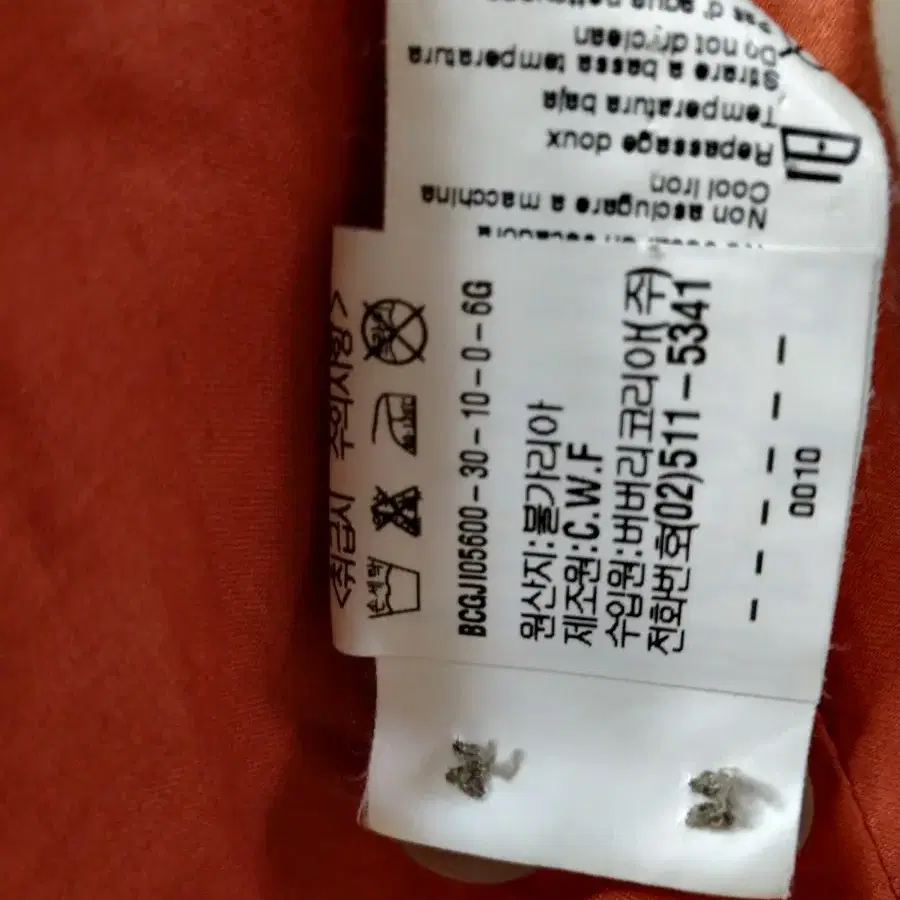 Do not dryclean
Strare a bassa temperatura
Temperatura baja
Repassage doux
Cool Iron
Non asciugare a macchina
<취급시 주의사항>
손세탁
BCGJI05600-30-10-0-6G
원산지:불가리아
제조원:C.W.F
수입원:버버리코리아(주)
전화번호(02)511-5341
0010